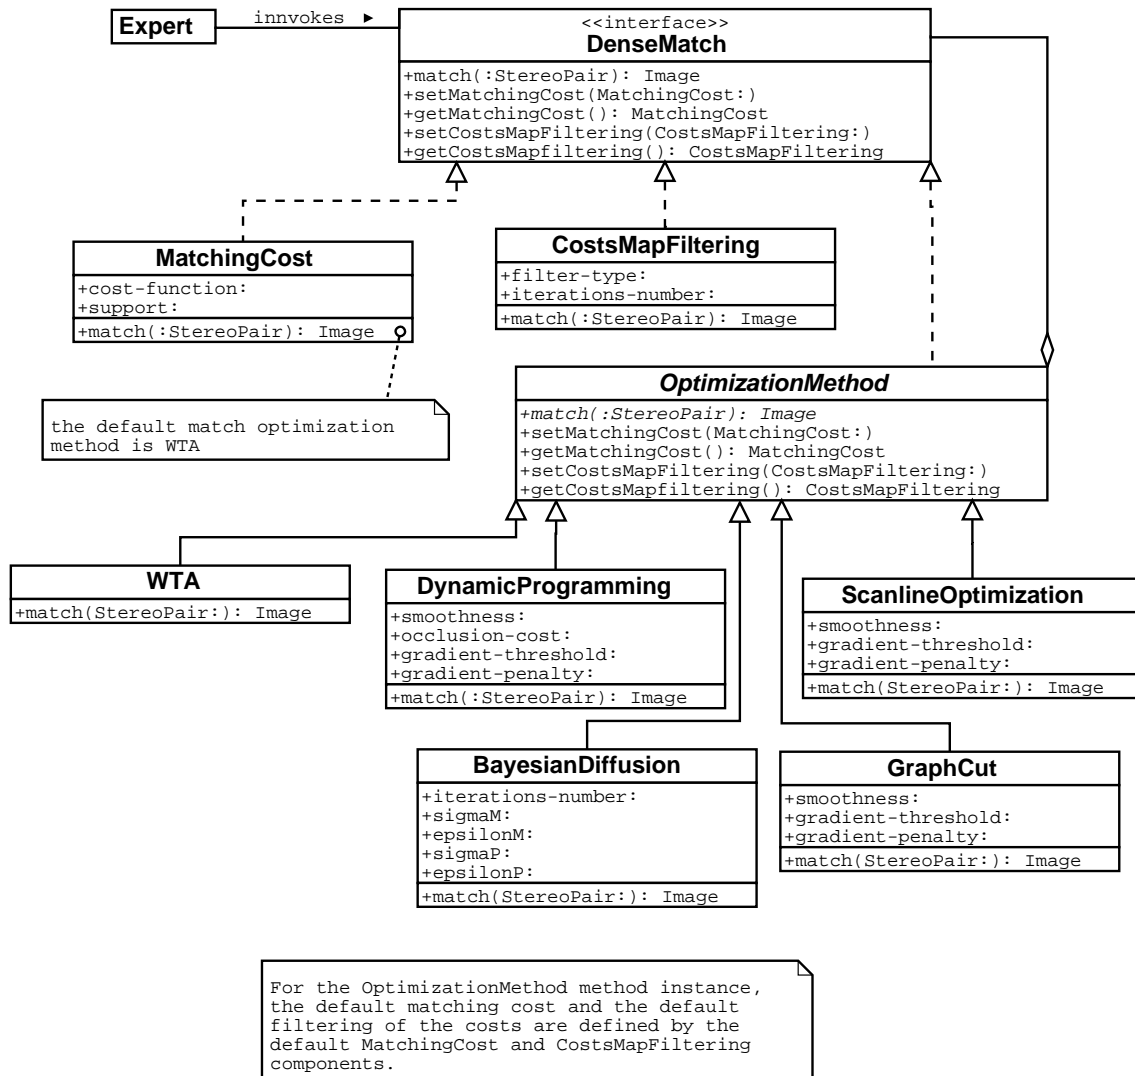 Expert
innvokes ►
<<interface>>
DenseMatch
+match(:StereoPair): Image
+setMatchingCost(MatchingCost:)
+getMatchingCost(): MatchingCost
+setCostsMapFiltering(CostsMapFiltering:)
+getCostsMapfiltering(): CostsMapFiltering
MatchingCost
+cost-function:
+support:
+match(:StereoPair): Image
CostsMapFiltering
+filter-type:
+iterations-number:
+match(:StereoPair): Image
the default match optimization
method is WTA
OptimizationMethod
+match(:StereoPair): Image
+setMatchingCost(MatchingCost:)
+getMatchingCost(): MatchingCost
+setCostsMapFiltering(CostsMapFiltering:)
+getCostsMapfiltering(): CostsMapFiltering
WTA
+match(StereoPair:): Image
DynamicProgramming
+smoothness:
+occlusion-cost:
+gradient-threshold:
+gradient-penalty:
+match(:StereoPair): Image
ScanlineOptimization
+smoothness:
+gradient-threshold:
+gradient-penalty:
+match(StereoPair:): Image
BayesianDiffusion
+iterations-number:
+sigmaM:
+epsilonM:
+sigmaP:
+epsilonP:
+match(StereoPair:): Image
GraphCut
+smoothness:
+gradient-threshold:
+gradient-penalty:
+match(StereoPair:): Image
For the OptimizationMethod method instance,
the default matching cost and the default
filtering of the costs are defined by the
default MatchingCost and CostsMapFiltering
components.